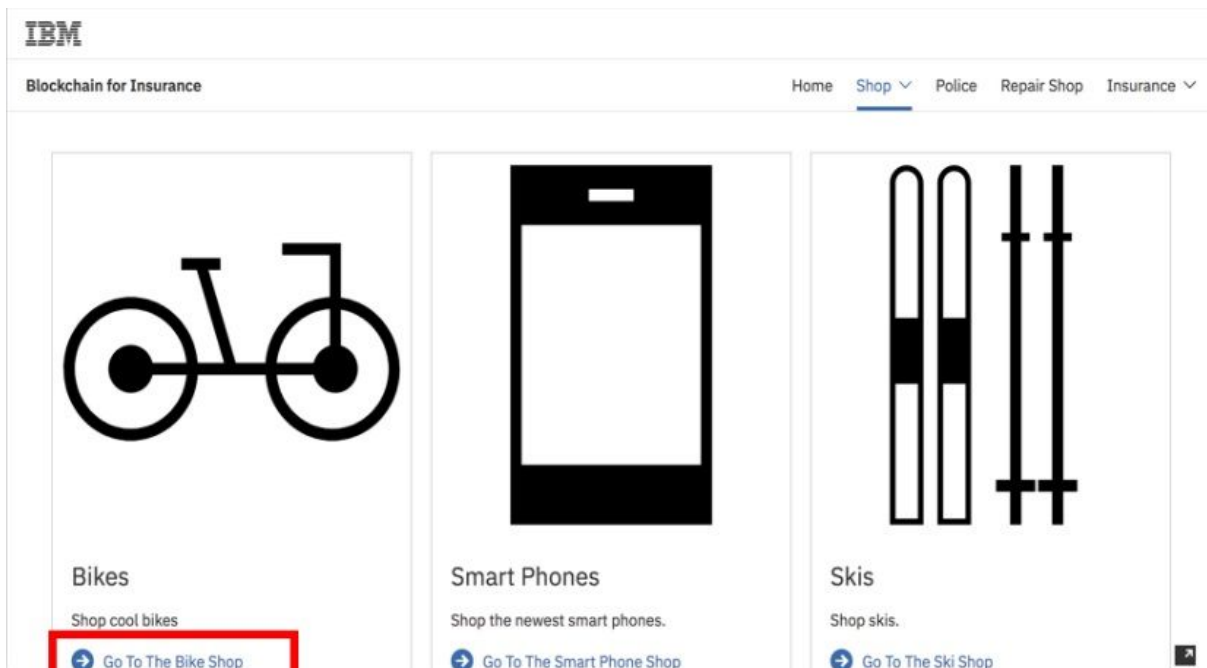 IBM
Blockchain for Insurance
Home Shop Police Repair Shop Insurance
Bikes
Shop cool bikes
Go To The Bike Shop
Smart Phones
Shop the newest smart phones.
Go To The Smart Phone Shop
Skis
Shop skis.
Go To The Ski Shop